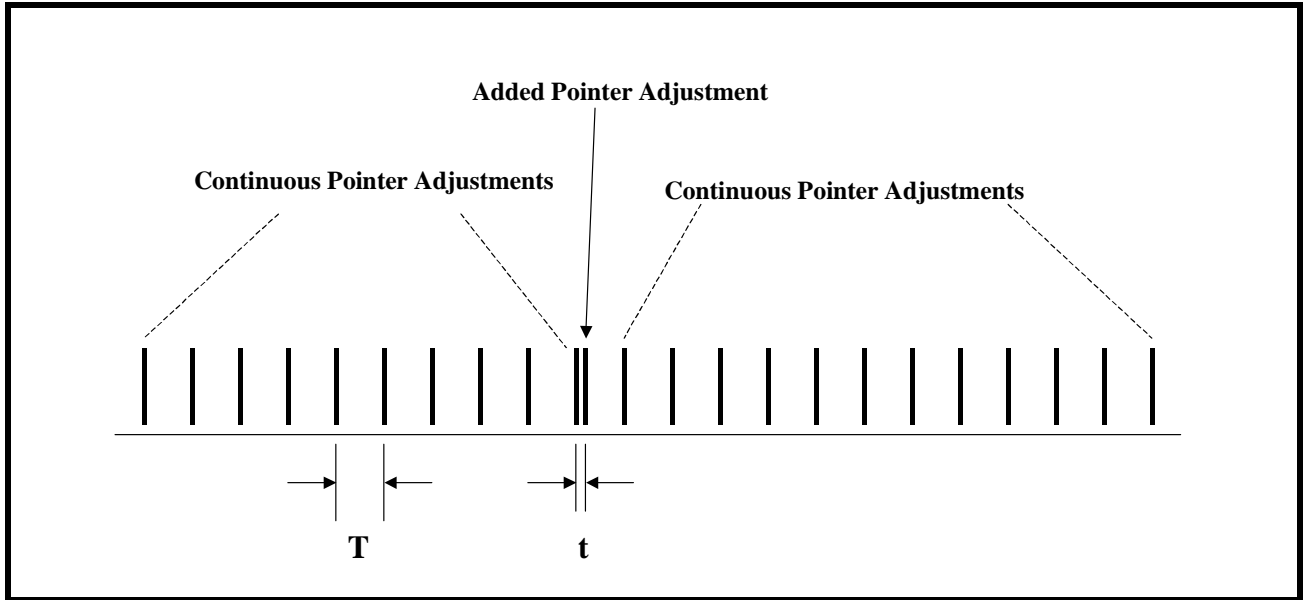 Added Pointer Adjustment
Continuous Pointer Adjustments
Continuous Pointer Adjustments
T
t